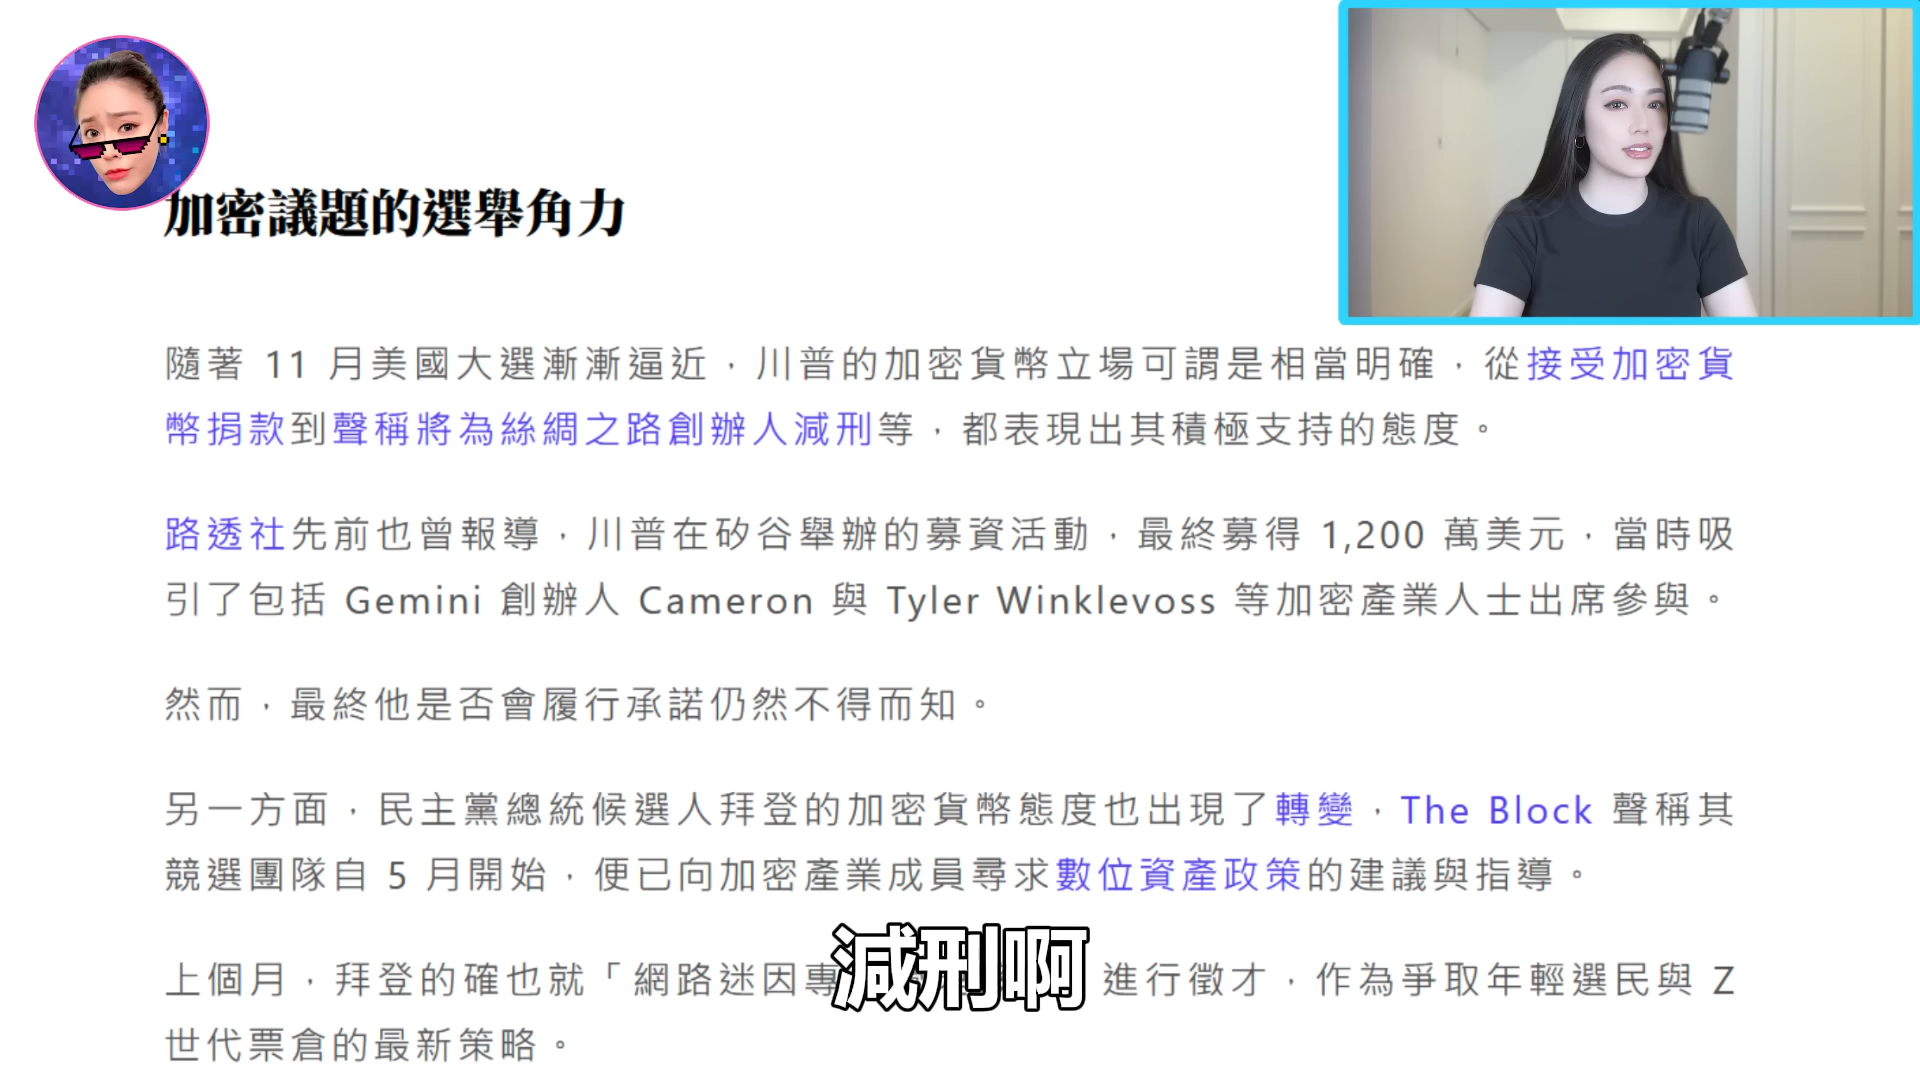 加密議題的選舉角力
隨著 11 月美國大選漸漸逼近，川普的加密貨幣立場可謂是相當明確，從接受加密貨
幣捐款到聲稱將為絲綢之路創辦人減刑等，都表現出其積極支持的態度。
路透社先前也曾報導，川普在矽谷舉辦的募資活動，最終募得 1,200 萬美元，當時吸
引了包括 Gemini 創辦人 Cameron 與 Tyler Winklevoss 等加密產業人士出席參與。
然而，最終他是否會履行承諾仍然不得而知。
另一方面，民主黨總統候選人拜登的加密貨幣態度也出現了轉變，The Block 聲稱其
競選團隊自 5 月開始，便已向加密產業成員尋求數位資產政策的建議與指導。
上個月，拜登的確也就「網路迷因專 進行徵才，作為爭取年輕選民與 Z
減刑啊
世代票倉的最新策略。